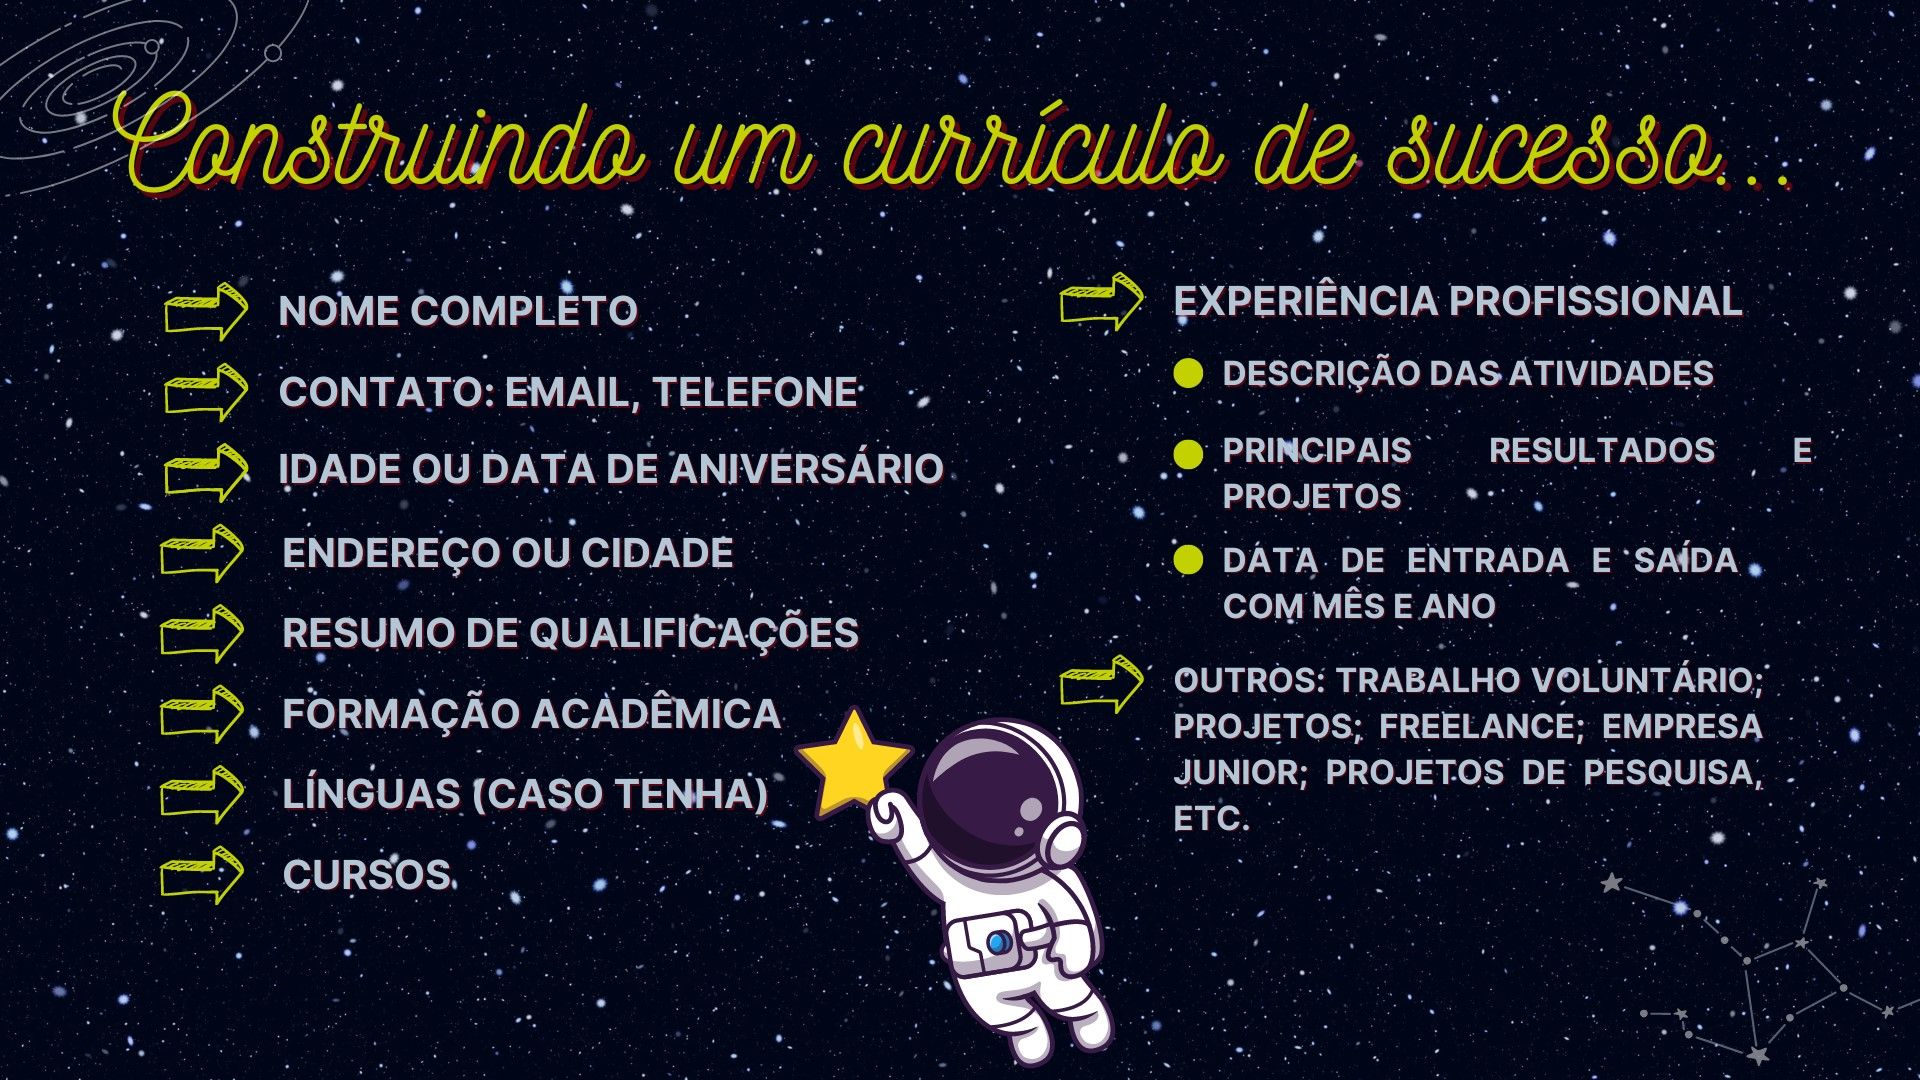 Construindo um currículo de sucesso...
NOME COMPLETO
CONTATO: EMAIL, TELEFONE
IDADE OU DATA DE ANIVERSÁRIO
ENDEREÇO OU CIDADE
RESUMO DE QUALIFICAÇÕES
FORMAÇÃO ACADÊMICA
LÍNGUAS (CASO TENHA)
CURSOS
EXPERIÊNCIA PROFISSIONAL
DESCRIÇÃO DAS ATIVIDADES
PRINCIPAIS RESULTADOS E
PROJETOS
DATA DE ENTRADA E SAÍDA
COM MÊS E ANO
OUTROS: TRABALHO VOLUNTÁRIO;
PROJETOS; FREELANCE; EMPRESA
JUNIOR; PROJETOS DE PESQUISA,
ETC.